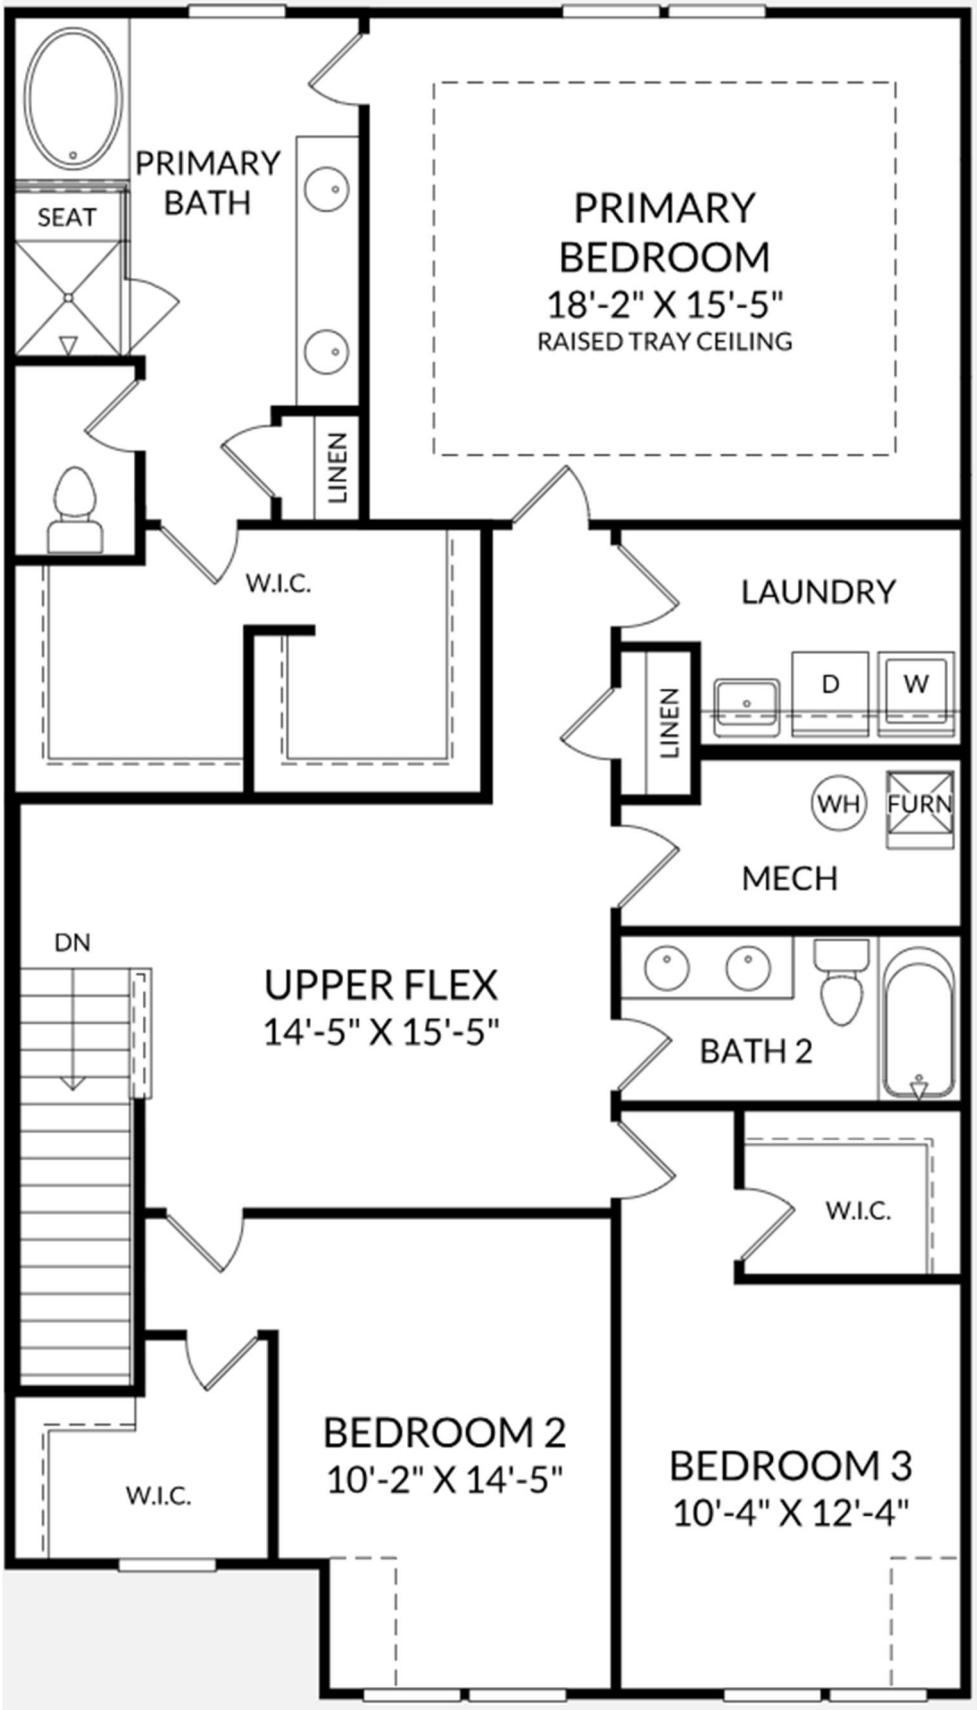 PRIMARY
BATH
SEAT
PRIMARY
BEDROOM
18'-2" X 15'-5"
RAISED TRAY CEILING
LINEN
W.I.C.
LAUNDRY
D
W
LINEN
WH
FURN
MECH
DN
UPPER FLEX
14'-5" X 15'-5"
BATH 2
W.I.C.
BEDROOM 2
10'-2" X 14'-5"
BEDROOM 3
10'-4" X 12'-4"
W.I.C.